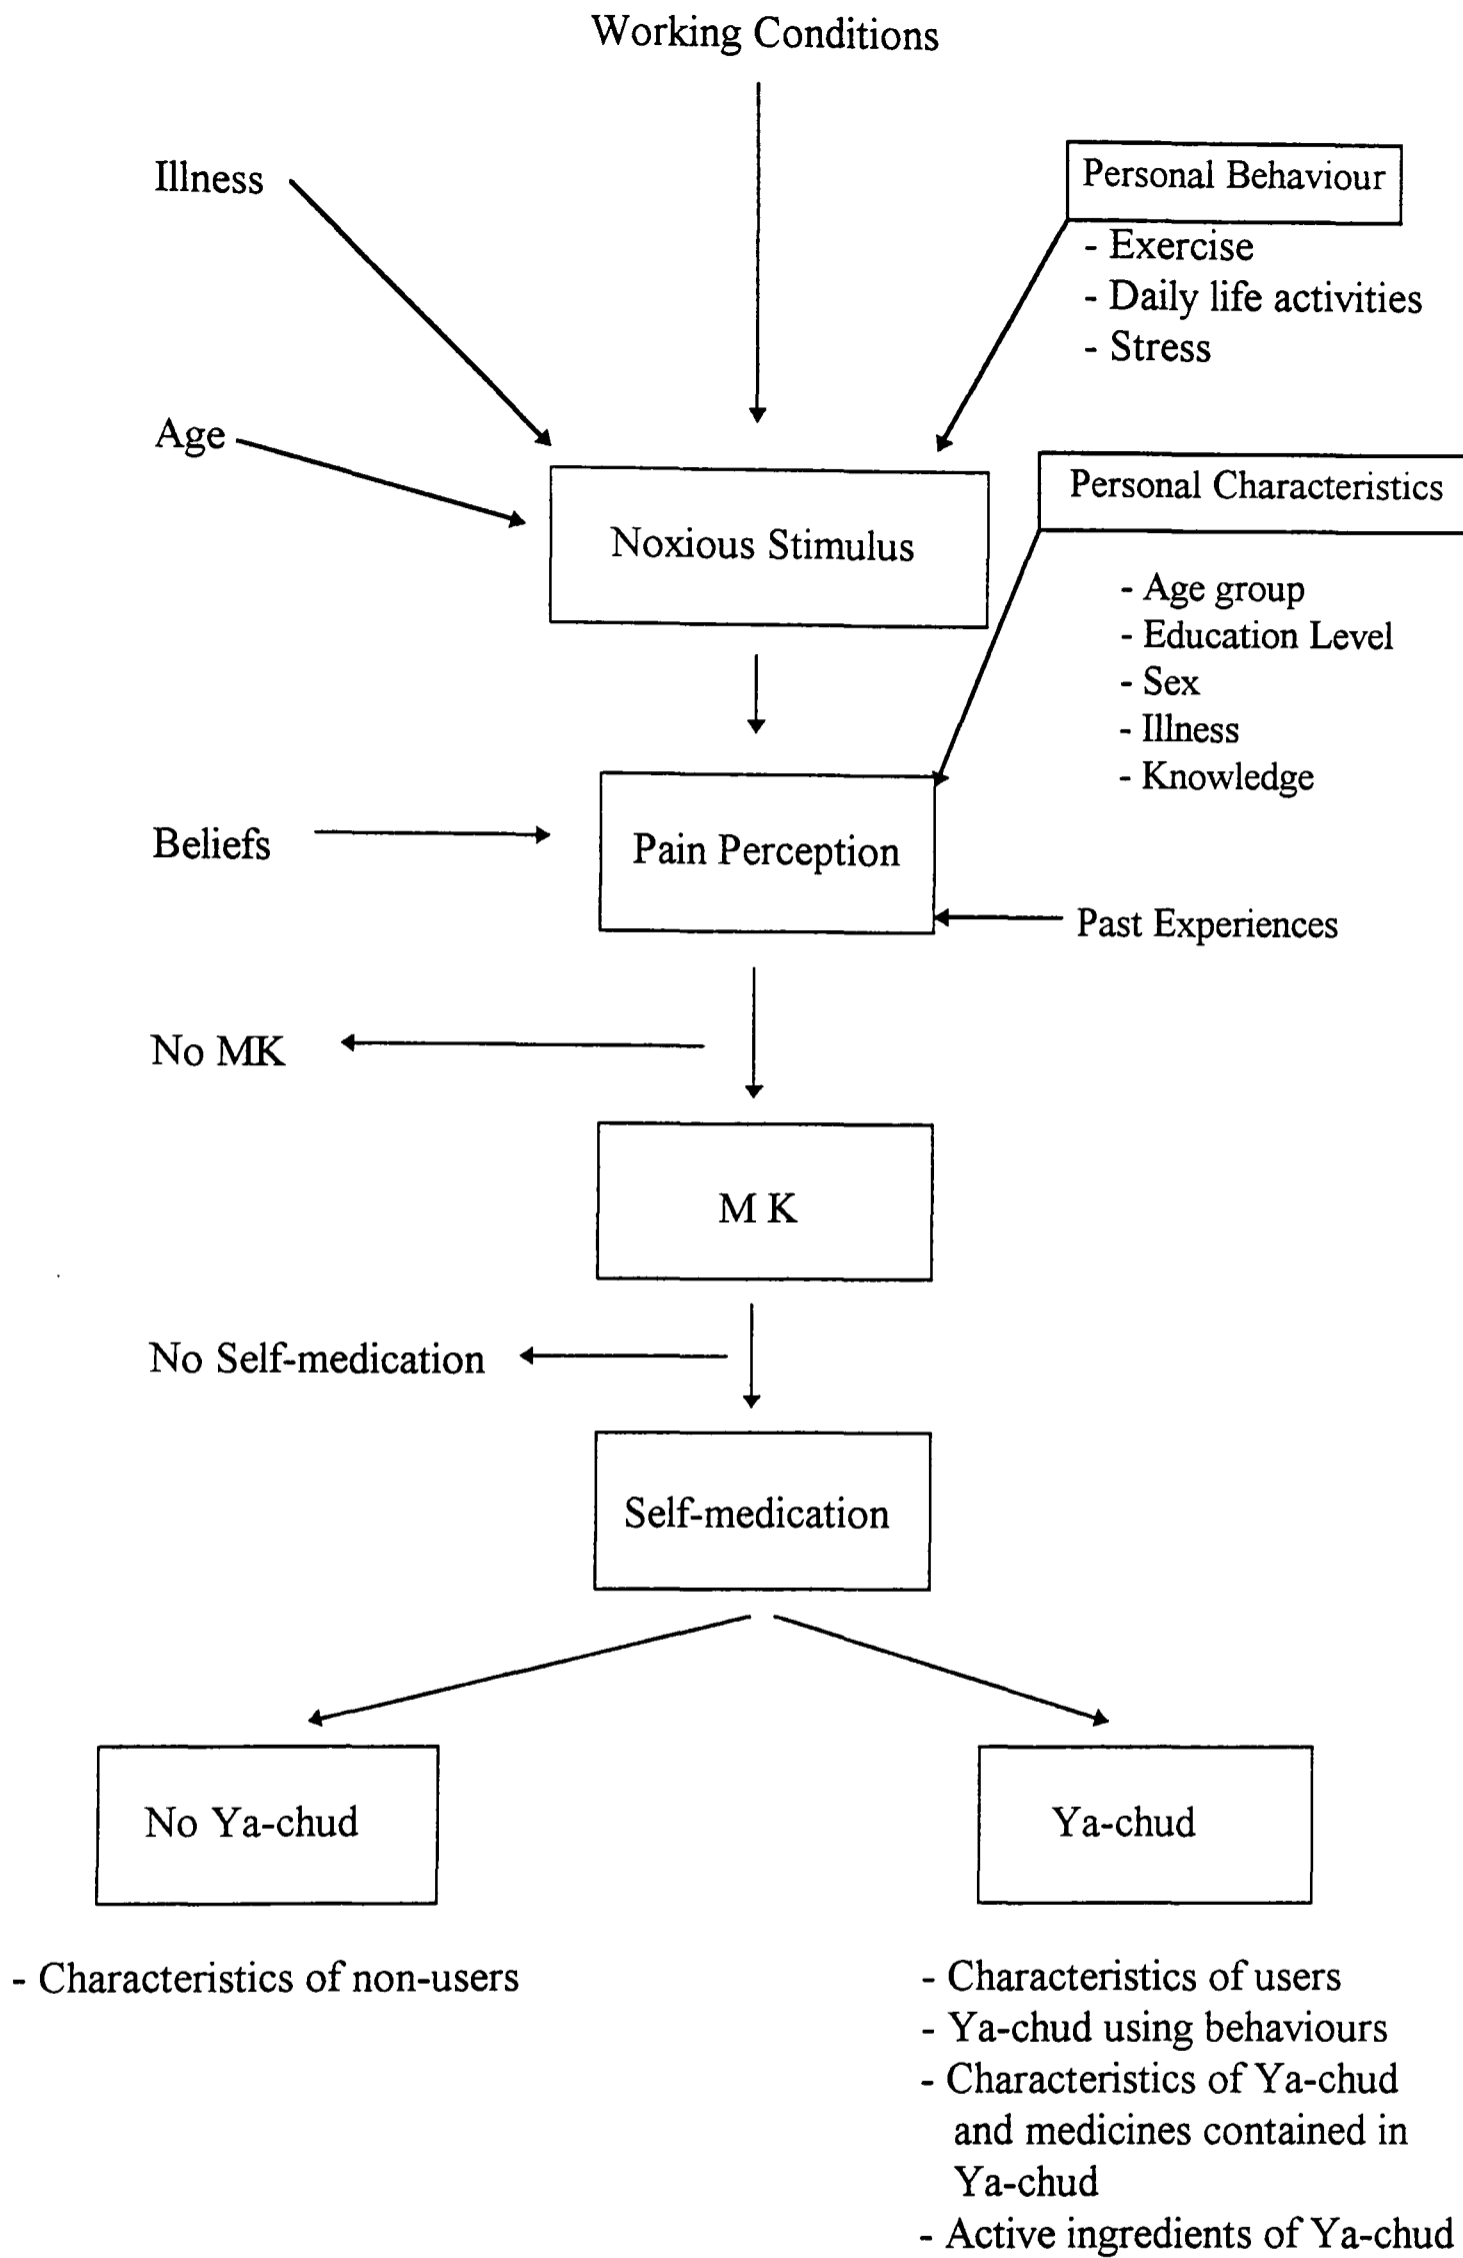 Working Conditions
Illness
Personal Behaviour
- Exercise
- Daily life activities
- Stress
Age
Noxious Stimulus
Personal Characteristics
- Age group
- Education Level
- Sex
- Illness
- Knowledge
Beliefs
Pain Perception
Past Experiences
No MK
M K
No Self-medication
Self-medication
No Ya-chud
Ya-chud
- Characteristics of non-users
- Characteristics of users
- Ya-chud using behaviours
- Characteristics of Ya-chud
and medicines contained in
Ya-chud
- Active ingredients of Ya-chud